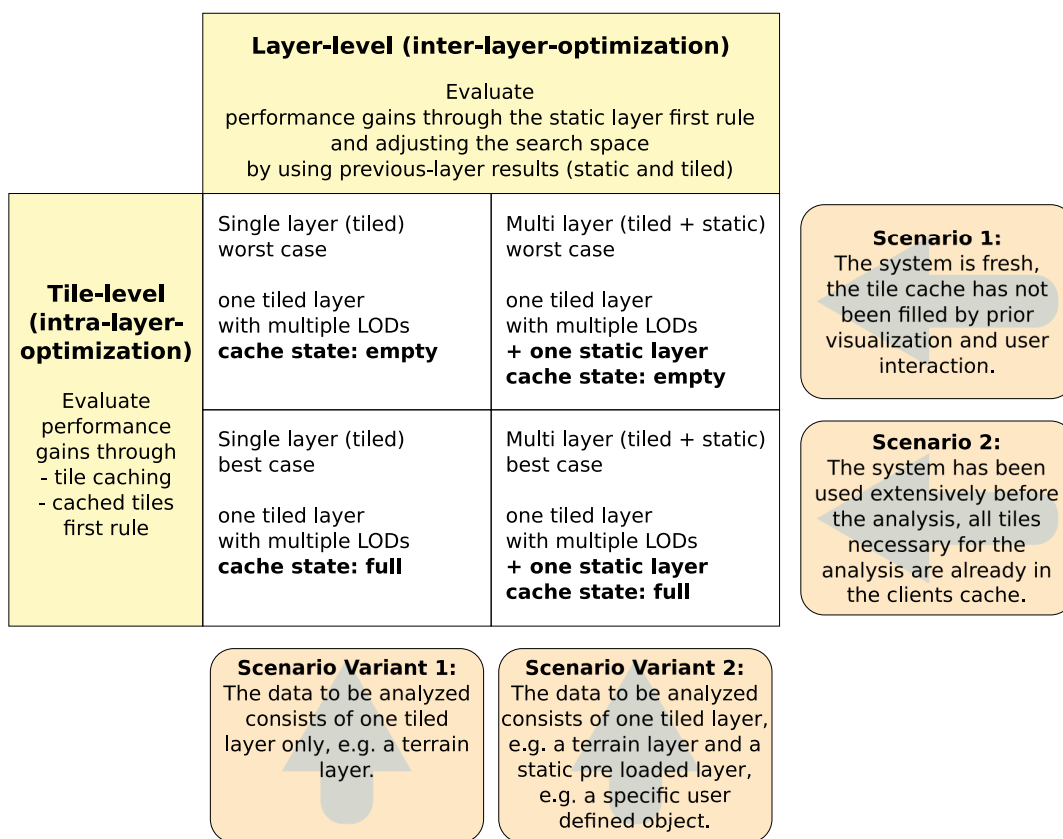 Layer-level (inter-layer-optimization)
Evaluate
performance gains through the static layer first rule
and adjusting the search space
by using previous-layer results (static and tiled)
Tile-level
(intra-layer-
optimization)
Evaluate
performance
gains through
- tile caching
- cached tiles
first rule
Single layer (tiled)
worst case
one tiled layer
with multiple LODs
cache state: empty
Multi layer (tiled + static)
worst case
one tiled layer
with multiple LODs
+ one static layer
cache state: empty
Scenario 1:
The system is fresh,
the tile cache has not
been filled by prior
visualization and user
interaction.
Single layer (tiled)
best case
one tiled layer
with multiple LODs
cache state: full
Multi layer (tiled + static)
best case
one tiled layer
with multiple LODs
+ one static layer
cache state: full
Scenario 2:
The system has been
used extensively before
the analysis, all tiles
necessary for the
analysis are already in
the clients cache.
Scenario Variant 1:
The data to be analyzed
consists of one tiled
layer only, e.g. a terrain
layer.
Scenario Variant 2:
The data to be analyzed
consists of one tiled layer,
e.g. a terrain layer and a
static pre loaded layer,
e.g. a specific user
defined object.